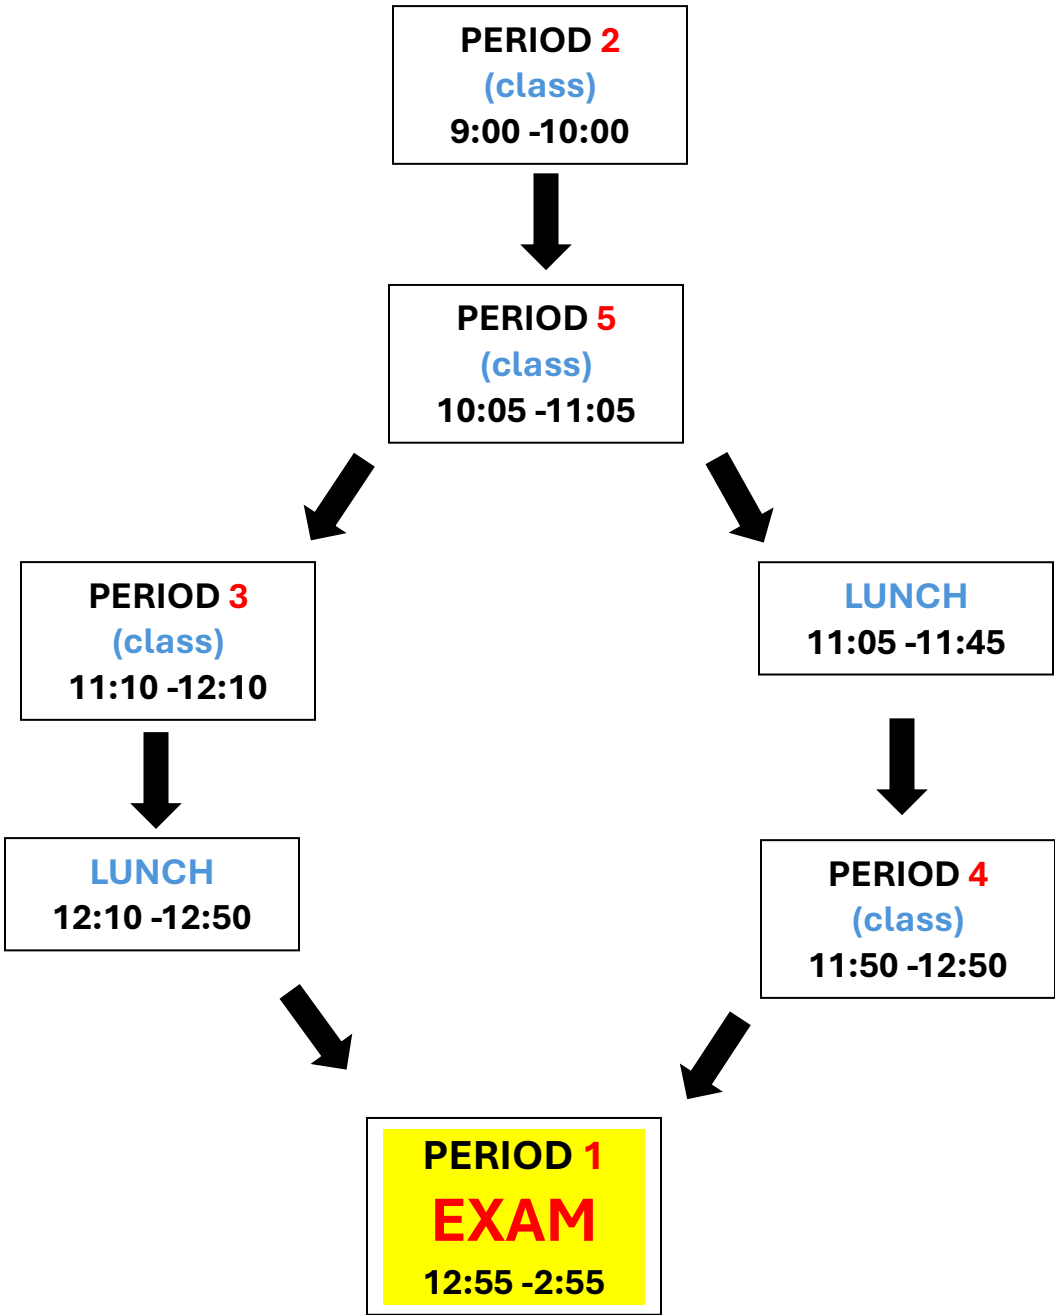 PERIOD 2
(class)
9:00 -10:00
PERIOD 5
(class)
10:05 -11:05
PERIOD 3
(class)
11:10 -12:10
LUNCH
11:05 -11:45
LUNCH
12:10 -12:50
PERIOD 4
(class)
11:50 -12:50
PERIOD 1
EXAM
12:55 -2:55